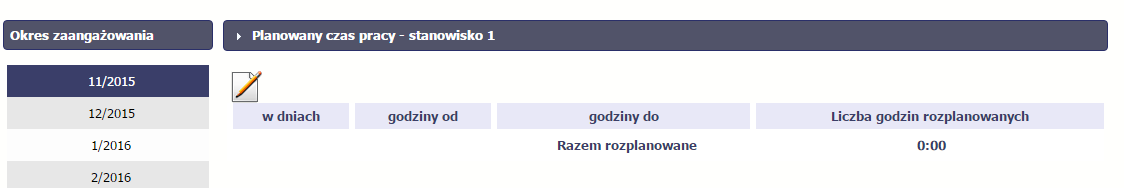 Okres zaangażowania
11/2015
12/2015
1/2016
2/2016
Planowany czas pracy - stanowisko 1
w dniach godziny od godziny do Liczba godzin rozplanowanych
Razem rozplanowane 0:00